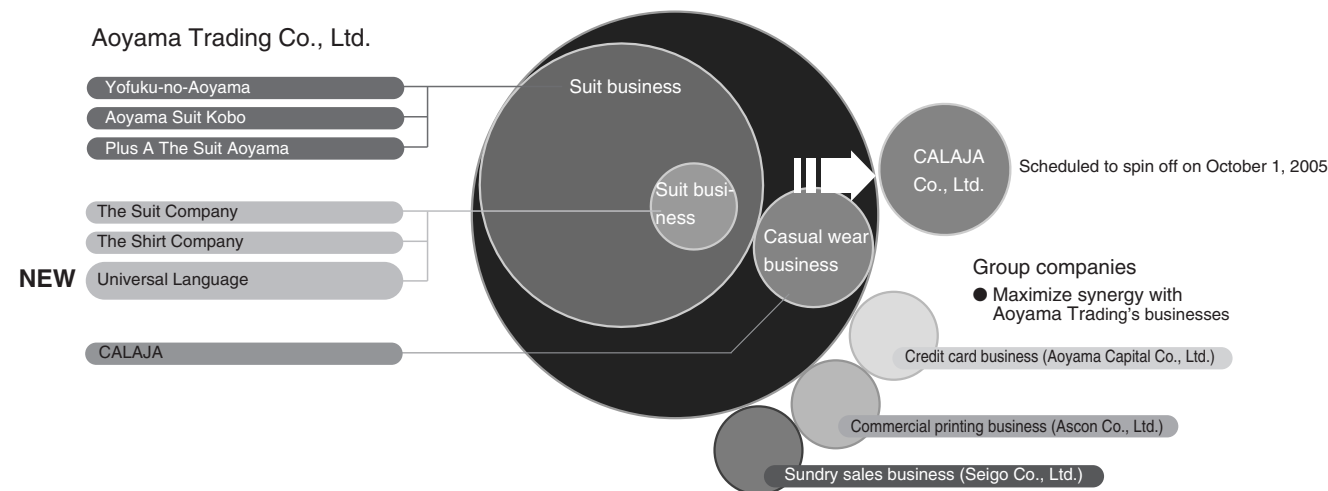 Aoyama Trading Co., Ltd.
Yofuku-no-Aoyama
Aoyama Suit Kobo
Plus A The Suit Aoyama
The Suit Company
The Shirt Company
NEW Universal Language
CALAJA
Suit business
Suit busi-
ness
Casual wear
business
CALAJA
Co., Ltd.
Scheduled to spin off on October 1, 2005
Group companies
● Maximize synergy with
Aoyama Trading's businesses
Credit card business (Aoyama Capital Co., Ltd.)
Commercial printing business (Ascon Co., Ltd.)
Sundry sales business (Seigo Co., Ltd.)